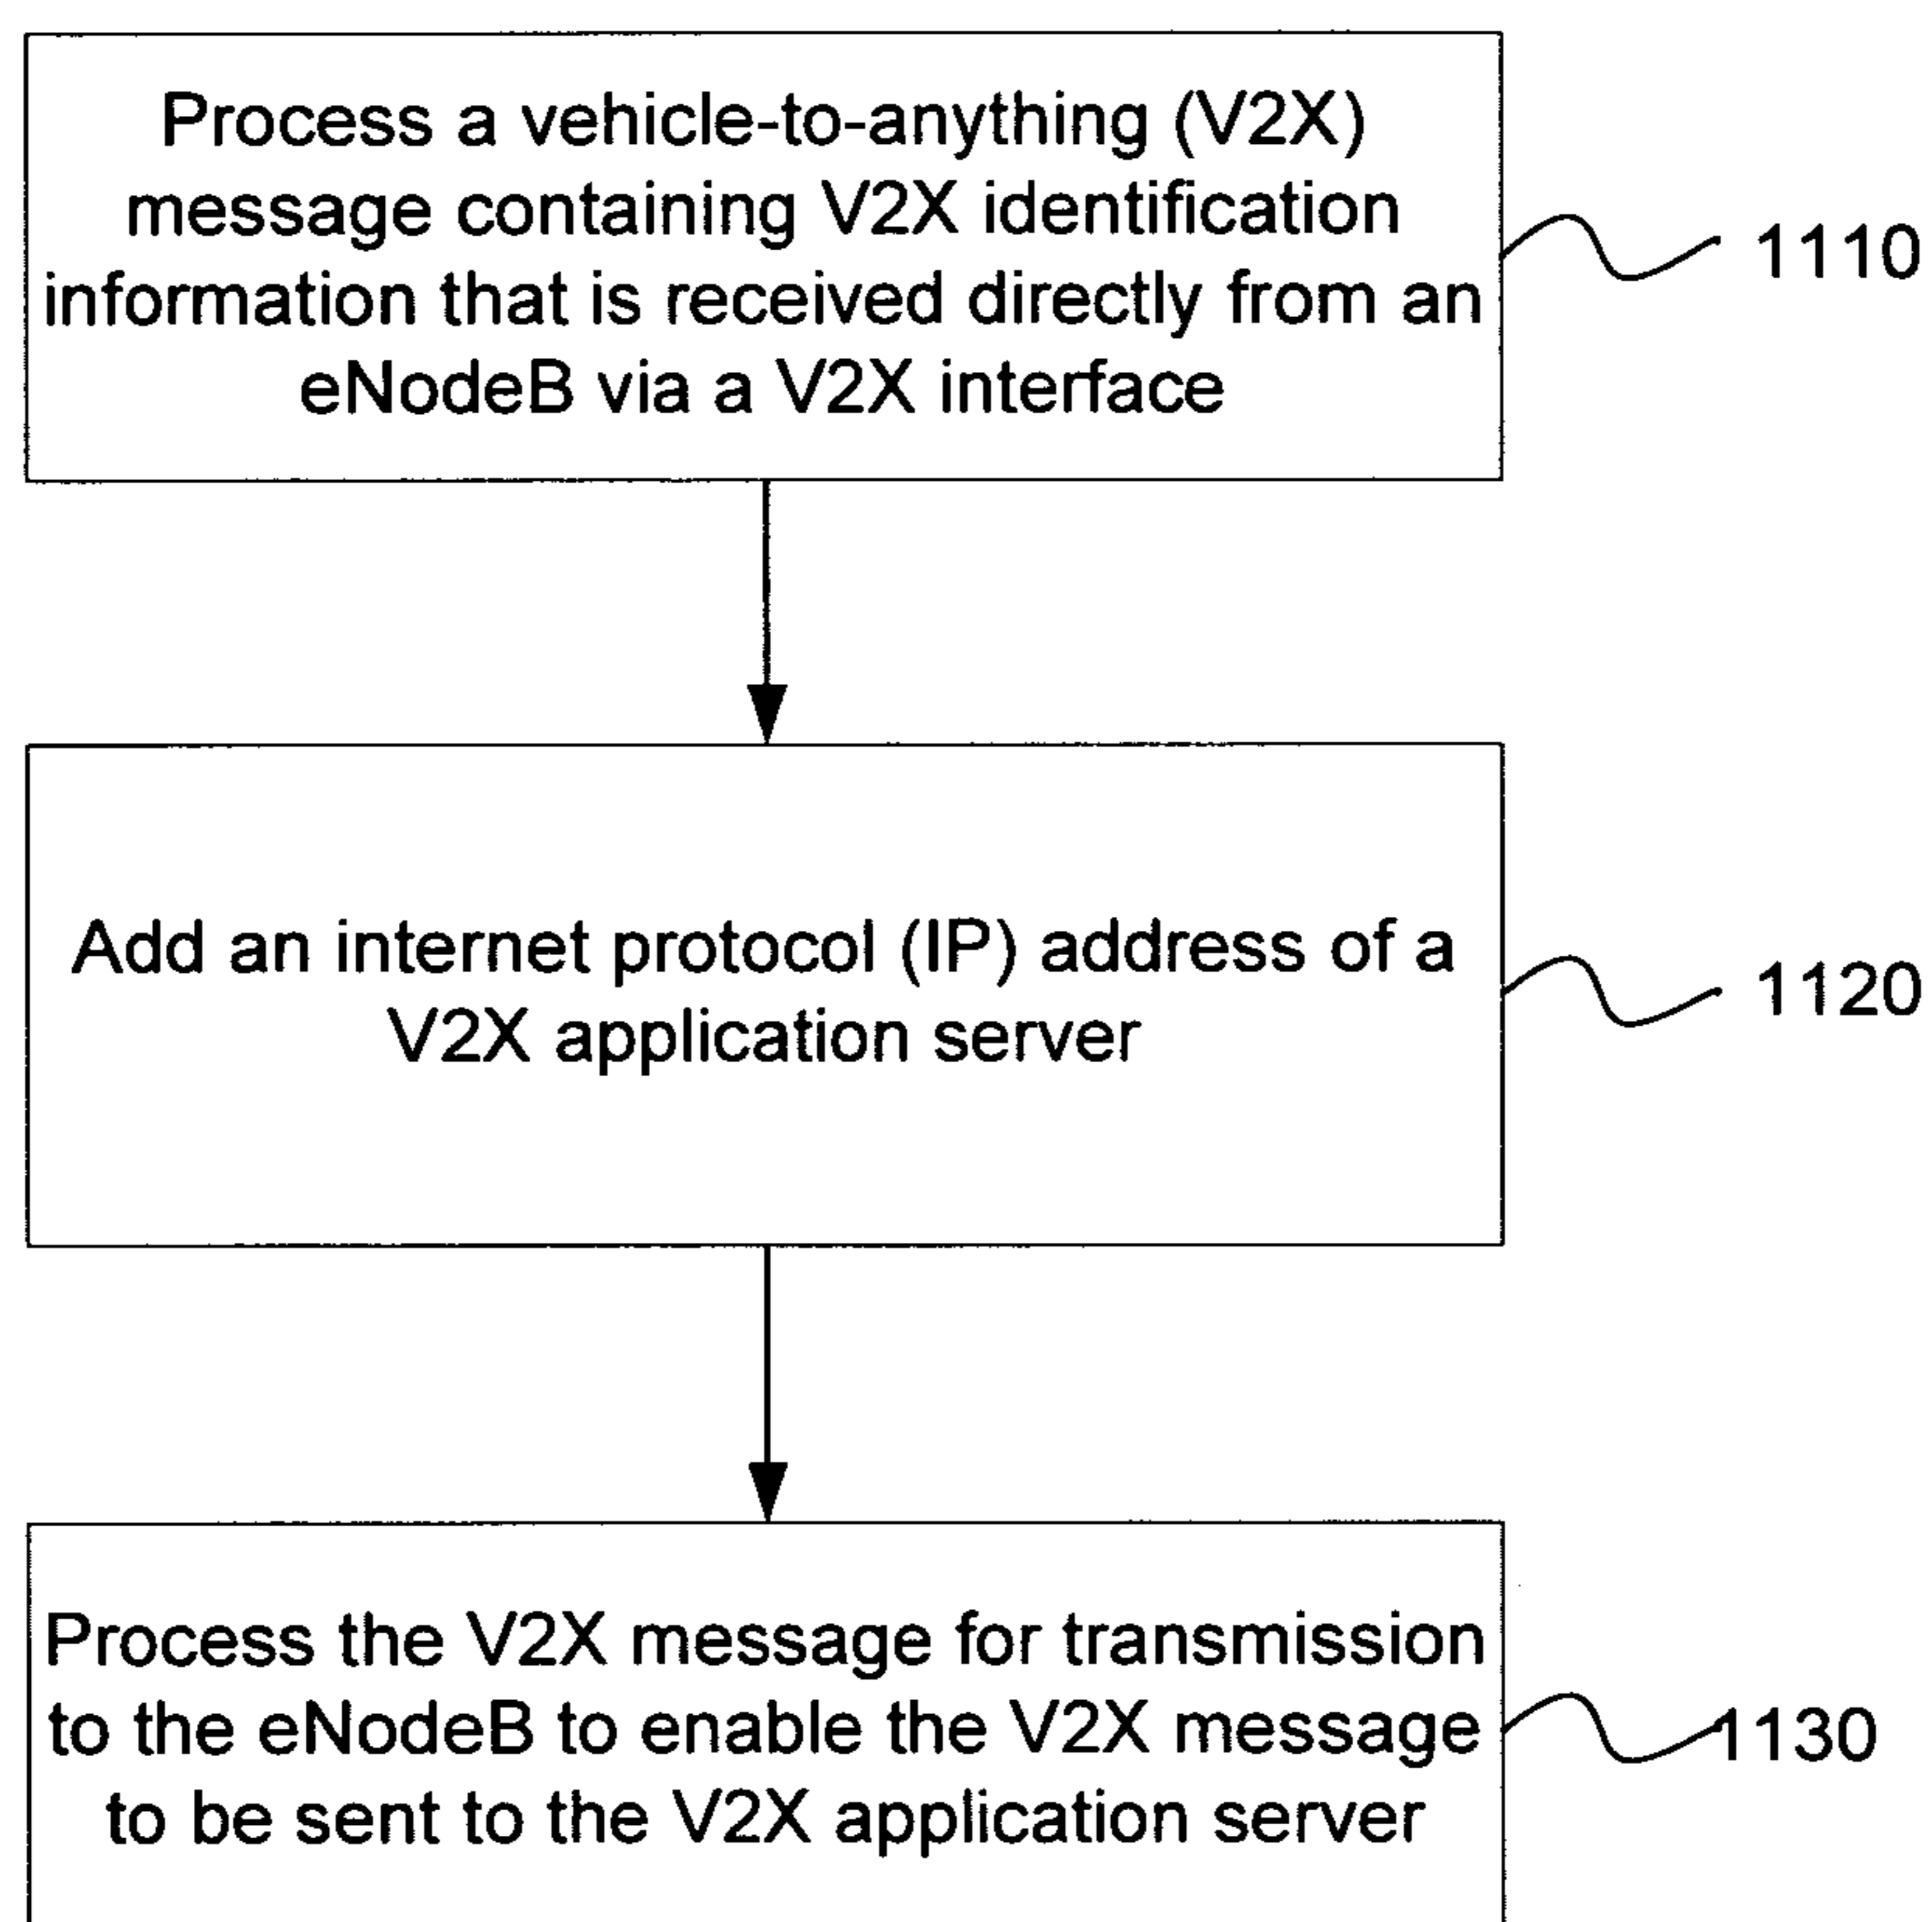 Process a vehicle-to-anything (V2X)
message containing V2X identification
information that is received directly from an
eNodeB via a V2X interface
1110
Add an internet protocol (IP) address of a
V2X application server
1120
Process the V2X message for transmission
to the eNodeB to enable the V2X message
to be sent to the V2X application server
1130